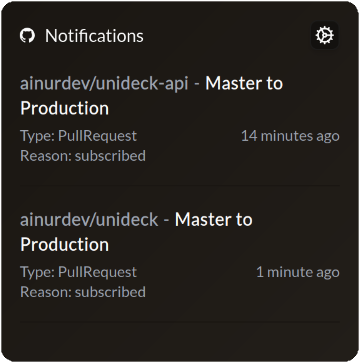 Notifications
ainurdev/unideck-api - Master to
Production
Type: PullRequest 14 minutes ago
Reason: subscribed
ainurdev/unideck - Master to
Production
Type: PullRequest 1 minute ago
Reason: subscribed